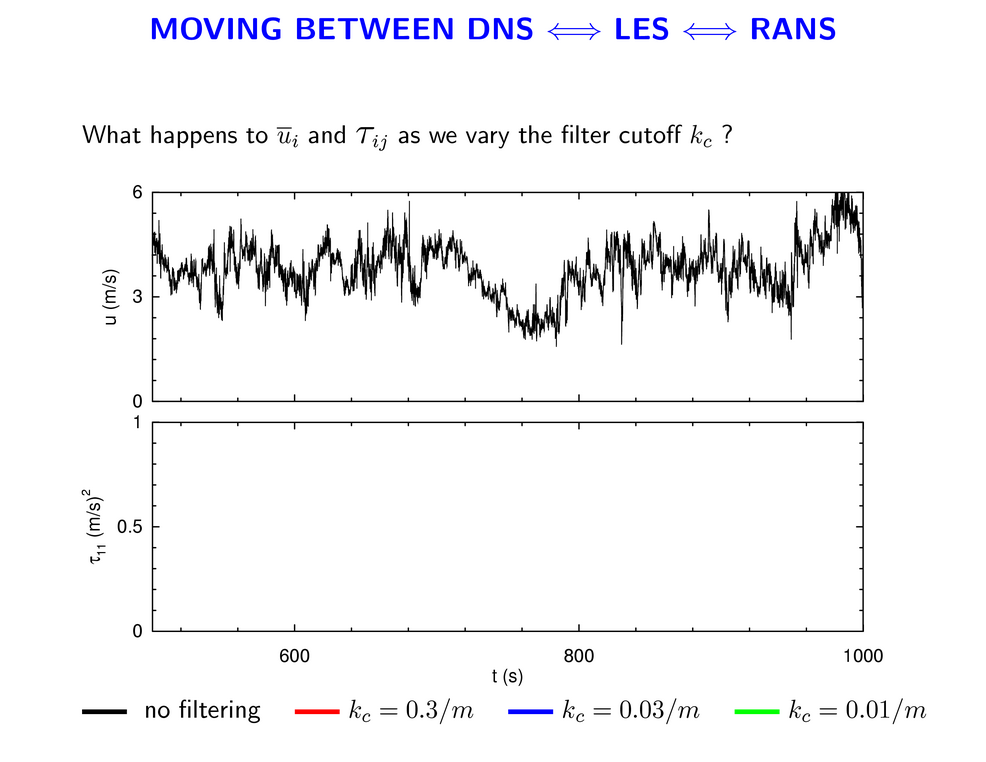 MOVING BETWEEN DNS ⟺ LES ⟺ RANS
What happens to u̅ᵢ and τᵢⱼ as we vary the filter cutoff k_c ?
6
3
0
u (m/s)
1
0.5
0
τ₁₁ (m/s)²
600 800 1000
t (s)
no filtering k_c = 0.3/m k_c = 0.03/m k_c = 0.01/m